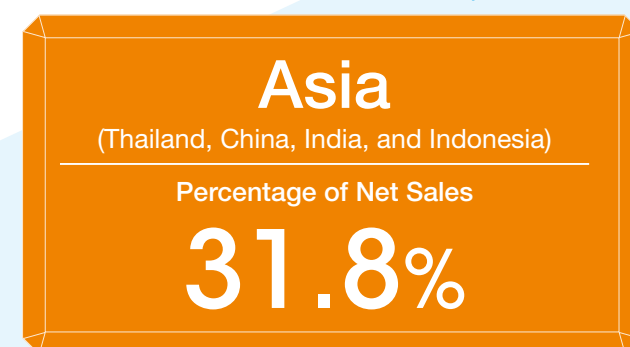 Asia
(Thailand, China, India, and Indonesia)
Percentage of Net Sales
31.8%